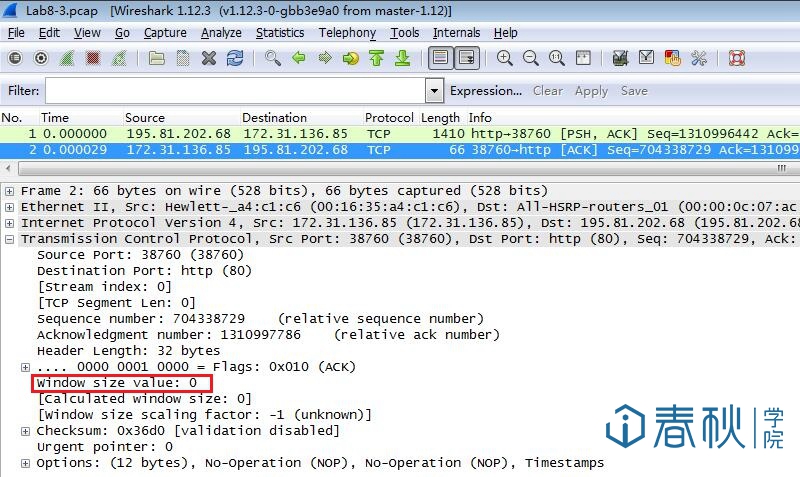 Lab8-3.pcap [Wireshark 1.12.3 (v1.12.3-0-gbb3e9a0 from master-1.12)]
File Edit View Go Capture Analyze Statistics Telephony Tools Internals Help
Filter: Expression... Clear Apply Save
No. Time Source Destination Protocol Length Info
1 0.000000 195.81.202.68 172.31.136.85 TCP 1410 http→38760 [PSH, ACK] Seq=1310996442 Ack=
2 0.000029 172.31.136.85 195.81.202.68 TCP 66 38760→http [ACK] Seq=704338729 Ack=131099
Frame 2: 66 bytes on wire (528 bits), 66 bytes captured (528 bits)
Ethernet II, Src: Hewlett-_a4:c1:c6 (00:16:35:a4:c1:c6), Dst: All-HSRP-routers_01 (00:00:0c:07:ac
Internet Protocol Version 4, Src: 172.31.136.85 (172.31.136.85), Dst: 195.81.202.68 (195.81.202.68
Transmission Control Protocol, Src Port: 38760 (38760), Dst Port: http (80), Seq: 704338729, Ack:
Source Port: 38760 (38760)
Destination Port: http (80)
[Stream index: 0]
[TCP Segment Len: 0]
Sequence number: 704338729 (relative sequence number)
Acknowledgment number: 1310997786 (relative ack number)
Header Length: 32 bytes
.... 0000 0001 0000 = Flags: 0x010 (ACK)
Window size value: 0
[Calculated window size: 0]
[Window size scaling factor: -1 (unknown)]
Checksum: 0x36d0 [validation disabled]
Urgent pointer: 0
Options: (12 bytes), No-Operation (NOP), No-Operation (NOP), Timestamps
春秋学院